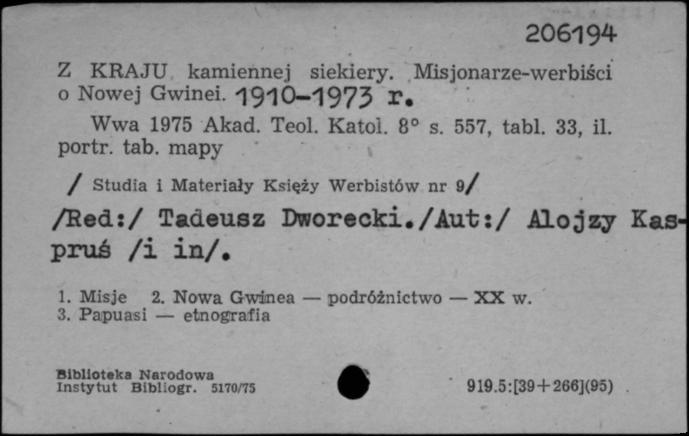 206194
Z KRAJU kamiennej siekiery. Misjonarze-werbiści
o Nowej Gwinei. 1910-1973 r.
Wwa 1975 Akad. Teol. Katol. 8° s. 557, tabl. 33, il.
portr. tab. mapy
/ Studia i Materiały Księży Werbistów nr 9/
/Red:/ Tadeusz Dworecki./Aut:/ Alojzy Kas-
pruś /i in/.
1. Misje 2. Nowa Gwinea — podróżnictwo — XX w.
3. Papuasi — etnografia
Biblioteka Narodowa
Instytut Bibliogr. 5170/75
919.5:[39+266](95)